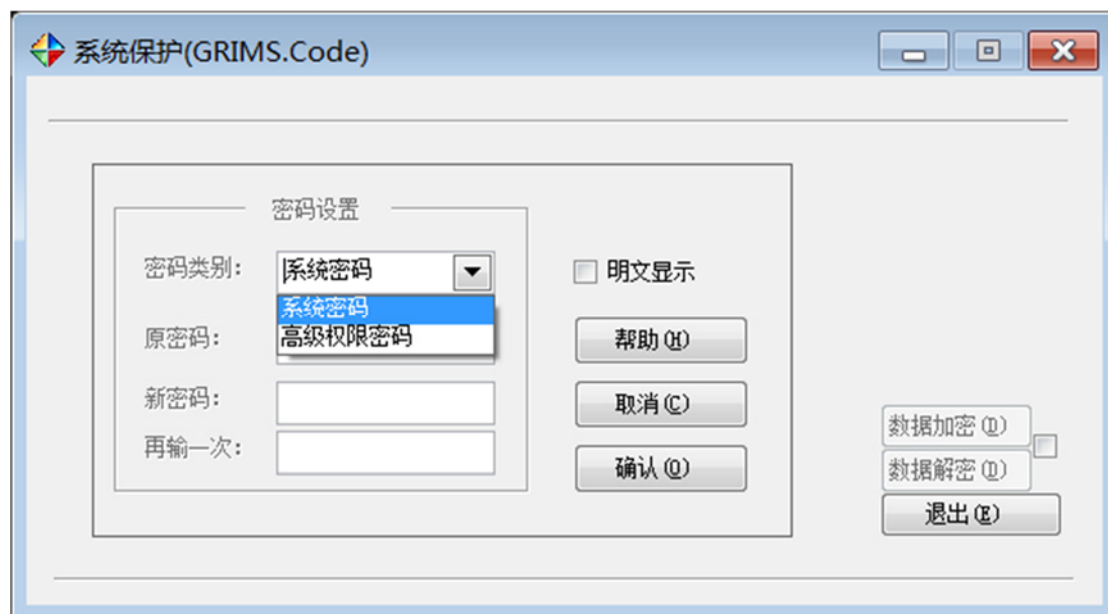 系统保护(GRIMS.Code)
密码设置
密码类别: 系统密码
明文显示
系统密码
高级权限密码
原密码:
帮助(H)
新密码:
取消(C)
再输一次:
确认(O)
数据加密(D)
数据解密(D)
退出(E)